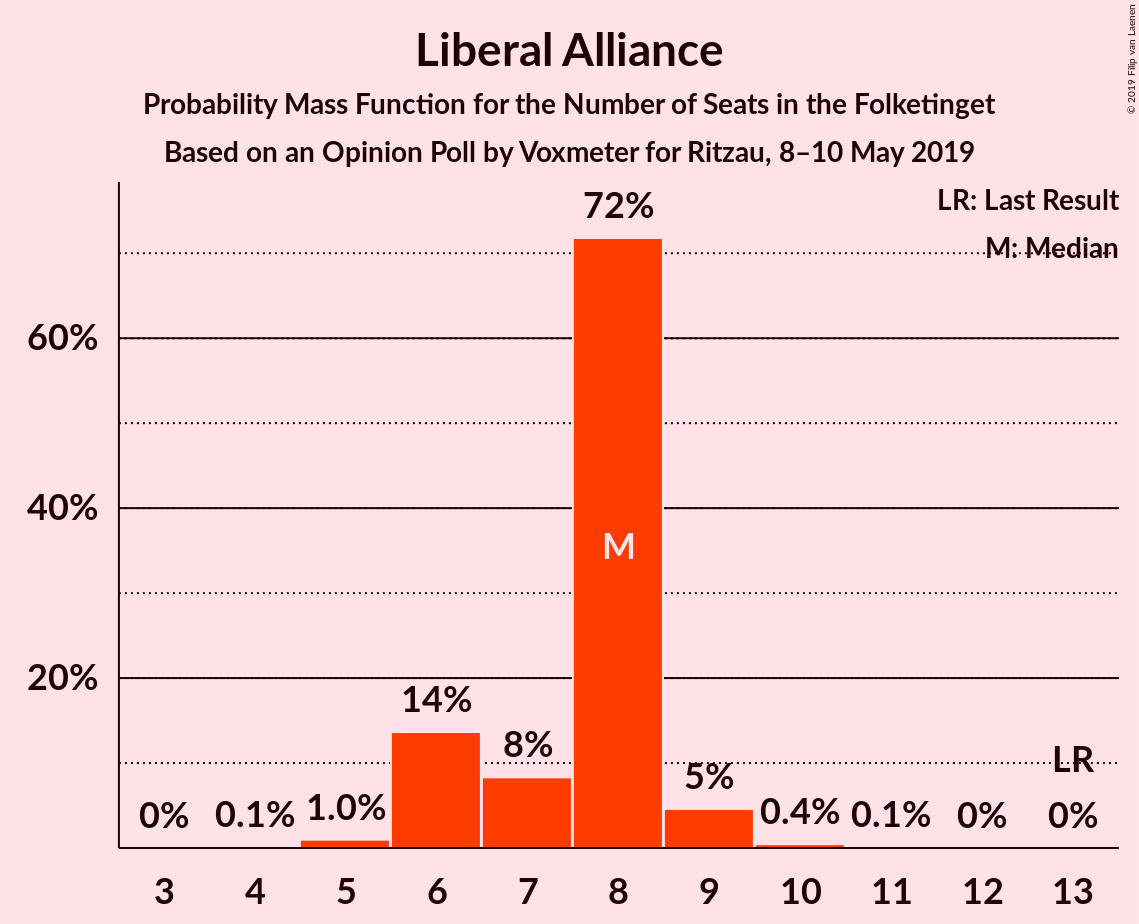 Liberal Alliance
Probability Mass Function for the Number of Seats in the Folketinget
Based on an Opinion Poll by Voxmeter for Ritzau, 8–10 May 2019
© 2019 Filip van Laenen
LR: Last Result
M: Median
72%
60%
40%
M
20%
14%
8%
5%
LR
0%
0.1%
1.0%
0.4%
0.1%
0%
0%
3 4 5 6 7 8 9 10 11 12 13